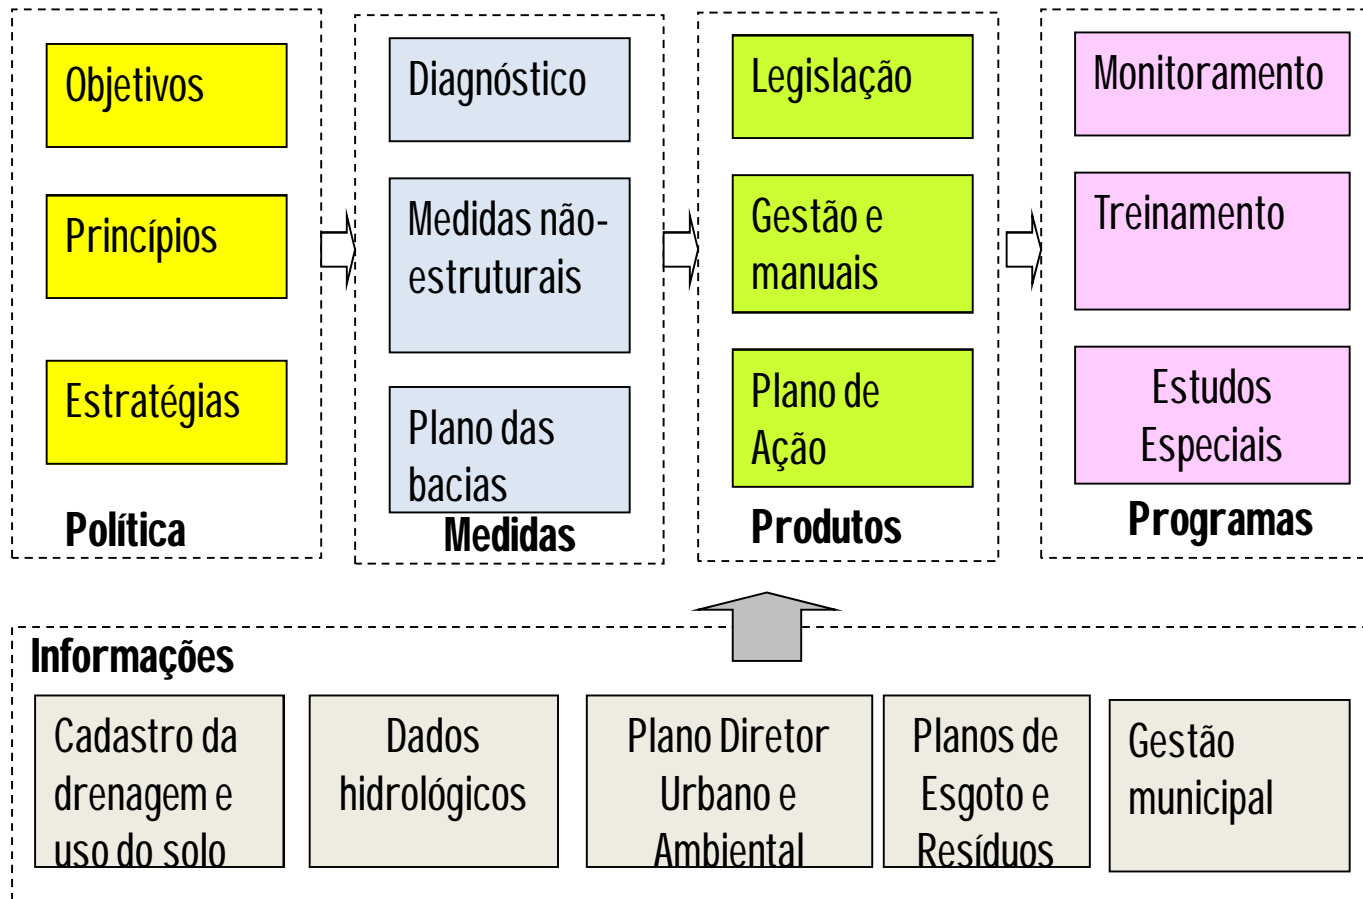 Objetivos
Princípios
Estratégias
Política
Diagnóstico
Medidas não-
estruturais
Plano das
bacias
Medidas
Legislação
Gestão e
manuais
Plano de
Ação
Produtos
Monitoramento
Treinamento
Estudos
Especiais
Programas
Informações
Cadastro da
drenagem e
uso do solo
Dados
hidrológicos
Plano Diretor
Urbano e
Ambiental
Planos de
Esgoto e
Resíduos
Gestão
municipal